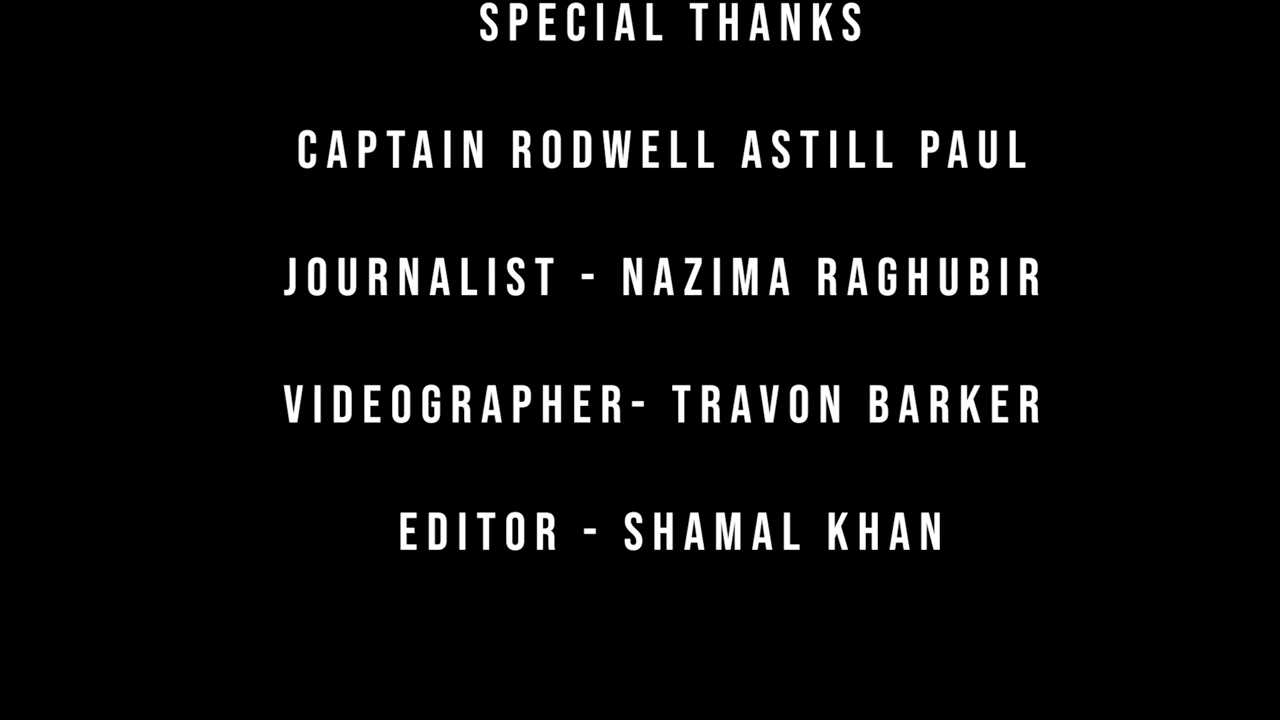 SPECIAL THANKS
CAPTAIN RODWELL ASTILL PAUL
JOURNALIST - NAZIMA RAGHUBIR
VIDEOGRAPHER- TRAVON BARKER
EDITOR - SHAMAL KHAN